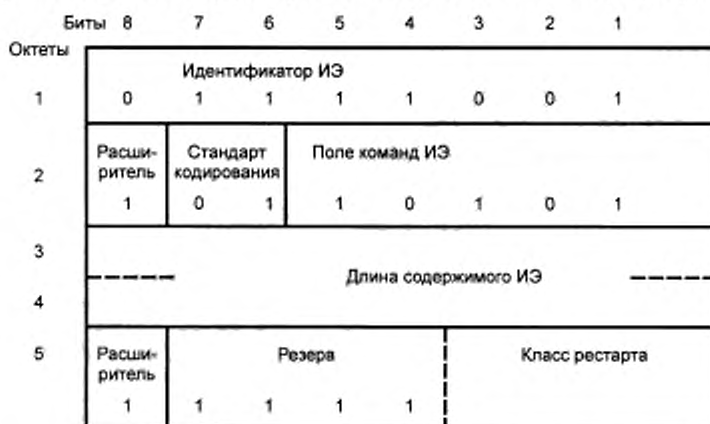 Биты 8 7 6 5 4 3 2 1
Октеты
Идентификатор ИЭ
1 0 1 1 1 1 0 0 1
Расши- Стандарт Поле команд ИЭ
2 ритель кодирования
1 0 1 1 0 1 0 1
3
Длина содержимого ИЭ
4
5 Расши- Резерв Класс рестарта
ритель
1 1 1 1 1